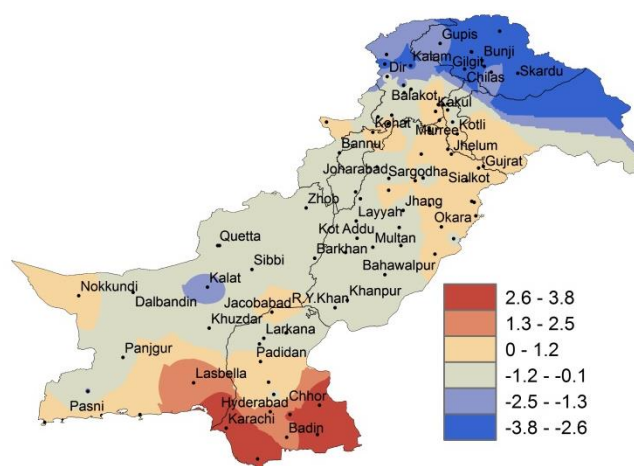 Gupis
Kalam
Bunji
Dir
Gilgit
Skardu
Chilas
Balakot
Kakul
Kohat
Kotli
Murree
Bannu
Jhelum
Gujrat
Joharabad
Sargodha
Sialkot
Zhob
Layyah
Jhang
Okara
Kot Addu
Quetta
Multan
Barkhan
Sibbi
Bahawalpur
Kalat
Nokkundi
Dalbandin
Jacobabad
R.Y.Khan
Khanpur
Khuzdar
Larkana
Panjgur
Padidan
Lasbella
Pasni
Hyderabad
Chhor
Karachi
Badin
2.6 - 3.8
1.3 - 2.5
0 - 1.2
-1.2 - -0.1
-2.5 - -1.3
-3.8 - -2.6